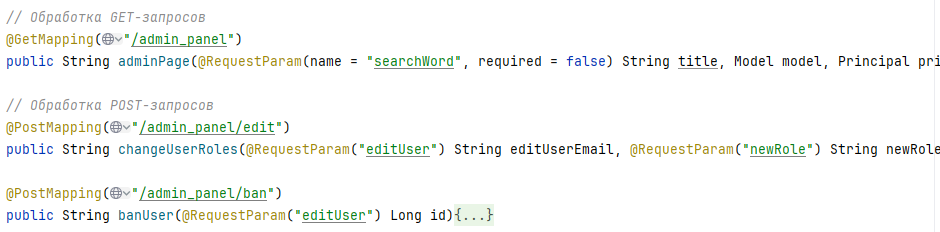 // Обработка GET-запросов
@GetMapping("/admin_panel")
public String adminPage(@RequestParam(name = "searchWord", required = false) String title, Model model, Principal pri
// Обработка POST-запросов
@PostMapping("/admin_panel/edit")
public String changeUserRoles(@RequestParam("editUser") String editUserEmail, @RequestParam("newRole") String newRole
@PostMapping("/admin_panel/ban")
public String banUser(@RequestParam("editUser") Long id){...}